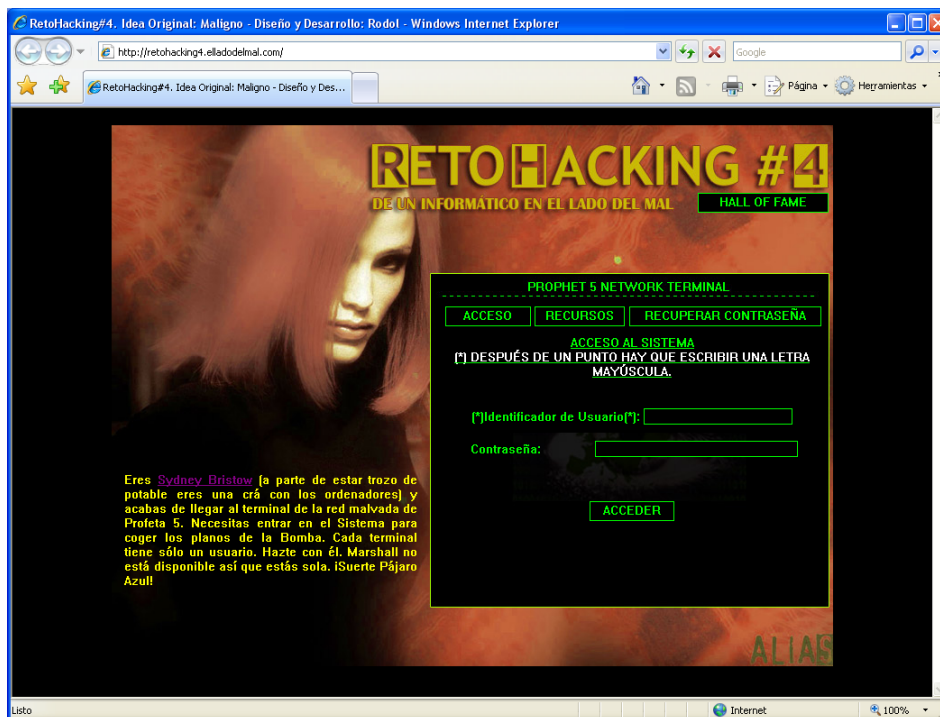 RetoHacking#4. Idea Original: Maligno - Diseño y Desarrollo: Rodol - Windows Internet Explorer
http://retohacking4.elladodelmal.com/
Google
RetoHacking#4. Idea Original: Maligno - Diseño y Des...
Página
Herramientas
RETOHACKING #4
DE UN INFORMÁTICO EN EL LADO DEL MAL
HALL OF FAME
PROPHET 5 NETWORK TERMINAL
ACCESO RECURSOS RECUPERAR CONTRASEÑA
ACCESO AL SISTEMA
(*) DESPUÉS DE UN PUNTO HAY QUE ESCRIBIR UNA LETRA
MAYÚSCULA.
(*)Identificador de Usuario(*):
Contraseña:
ACCEDER
Eres Sydney Bristow (a parte de estar trozo de
potable eres una crá con los ordenadores) y
acabas de llegar al terminal de la red malvada de
Profeta 5. Necesitas entrar en el Sistema para
coger los planos de la Bomba. Cada terminal
tiene sólo un usuario. Hazte con él. Marshall no
está disponible así que estás sola. ¡Suerte Pájaro
Azul!
ALIAS
Listo
Internet
100%